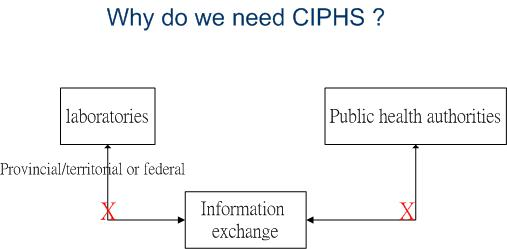 Why do we need CIPHS ?
laboratories
Public health authorities
Provincial/territorial or federal
X
X
Information
exchange